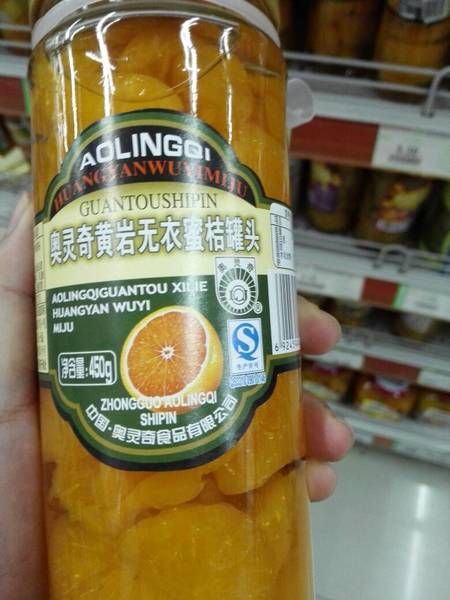 AOLINGQI
HUANGYANWUYIMIJU
GUANTOUSHIPIN
奥灵奇黄岩无衣蜜桔罐头
AOLINGQIGUANTOU XILIE
HUANGYAN WUYI
MIJU
净含量:450g
ZHONGGUO AOLINGQI
SHIPIN
中国·奥灵奇食品有限公司